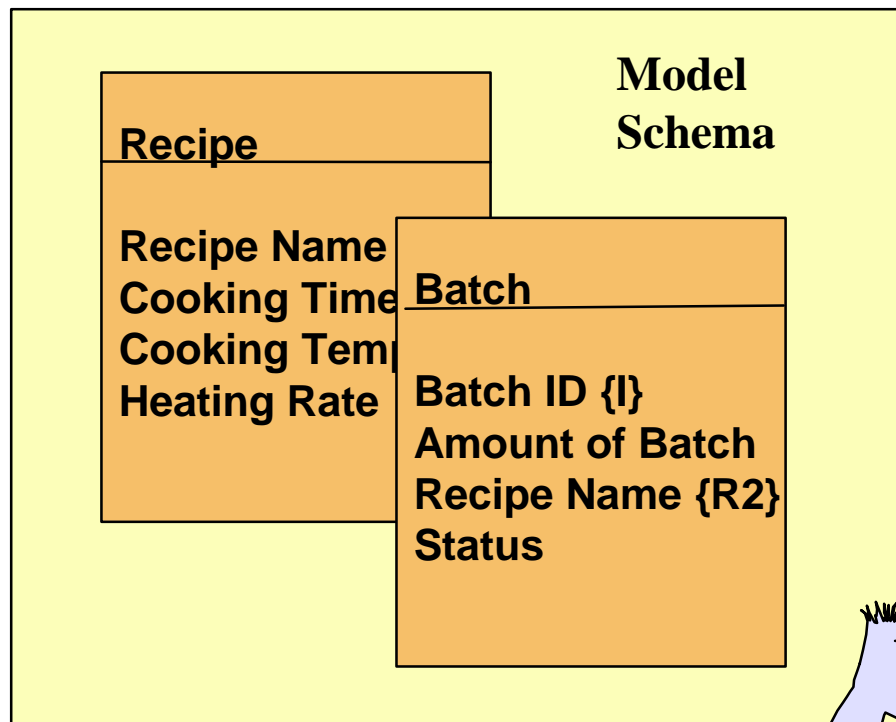 Model
Schema
Recipe
Recipe Name
Cooking Time
Cooking
Heating Rate
Batch
Batch ID {I}
Amount of Batch
Recipe Name {R2}
Status